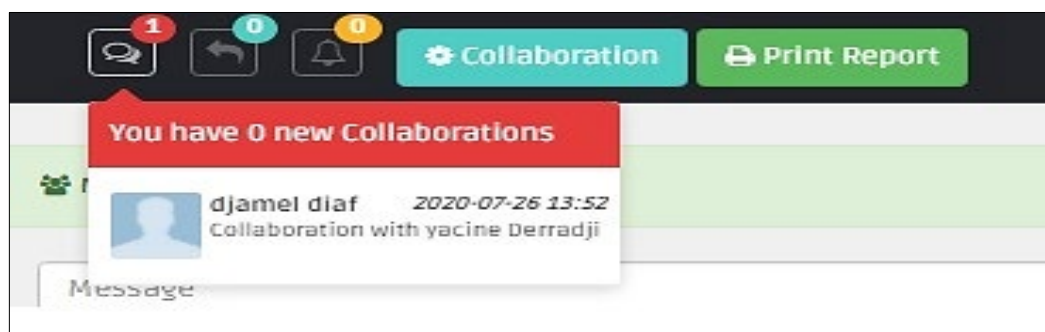 1 0 0 Collaboration Print Report
You have 0 new Collaborations
djamel diaf 2020-07-26 13:52
Collaboration with yacine Derradji
Message